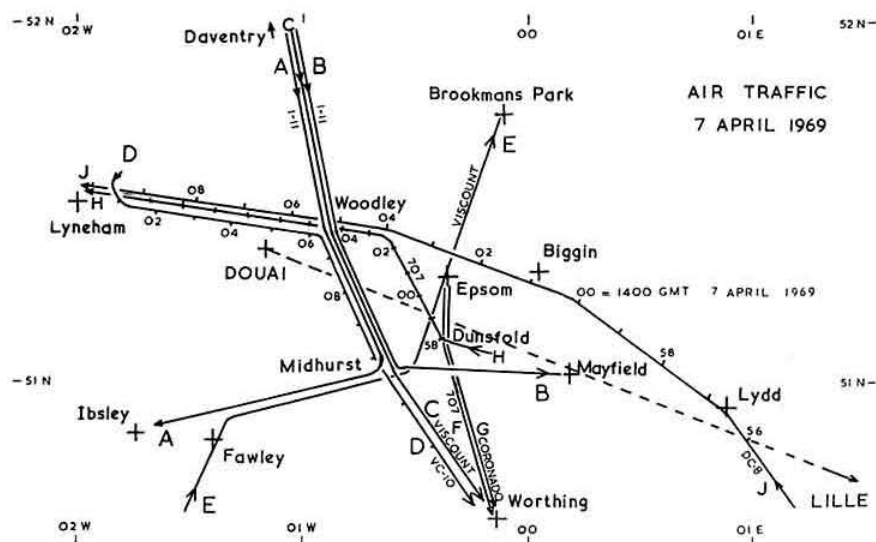 52 N
02 W
01
00
01 E
52 N
Daventry
C
A
B
1-11
1-11
Brookmans Park
AIR TRAFFIC
7 APRIL 1969
E
VISCOUNT
J
D
H
08
06
Woodley
04
Lyneham
02
04
06
04
02
02
Biggin
DOUAI
707
Epsom
00 = 1400 GMT 7 APRIL 1969
08
00
58
Dunsfold
H
58
Midhurst
Mayfield
51 N
B
51 N
Ibsley
A
Fawley
C
VISCOUNT
D
VC-10
707
F
G
CORONADO
Lydd
56
DC-8
J
LILLE
E
Worthing
02 W
01 W
00
01 E